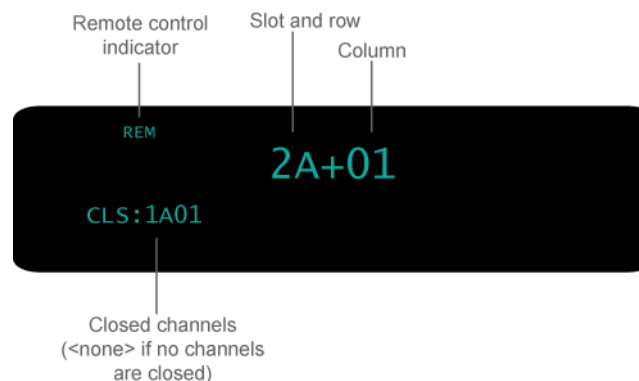 Remote control
indicator
Slot and row
Column
REM
2A+01
CLS:1A01
Closed channels
(<none> if no channels
are closed)